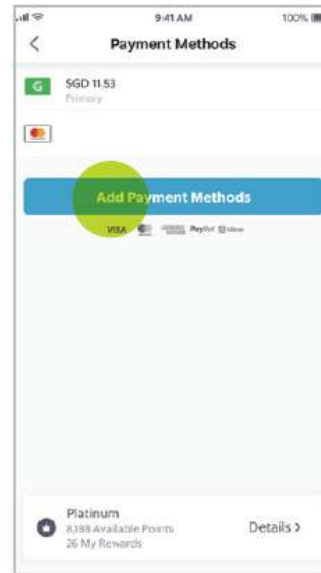 9:41 AM 100%
Payment Methods
G SGD 11.53
Primary
Add Payment Methods
VISA PayPal
Platinum
8,188 Available Points Details >
26 My Rewards